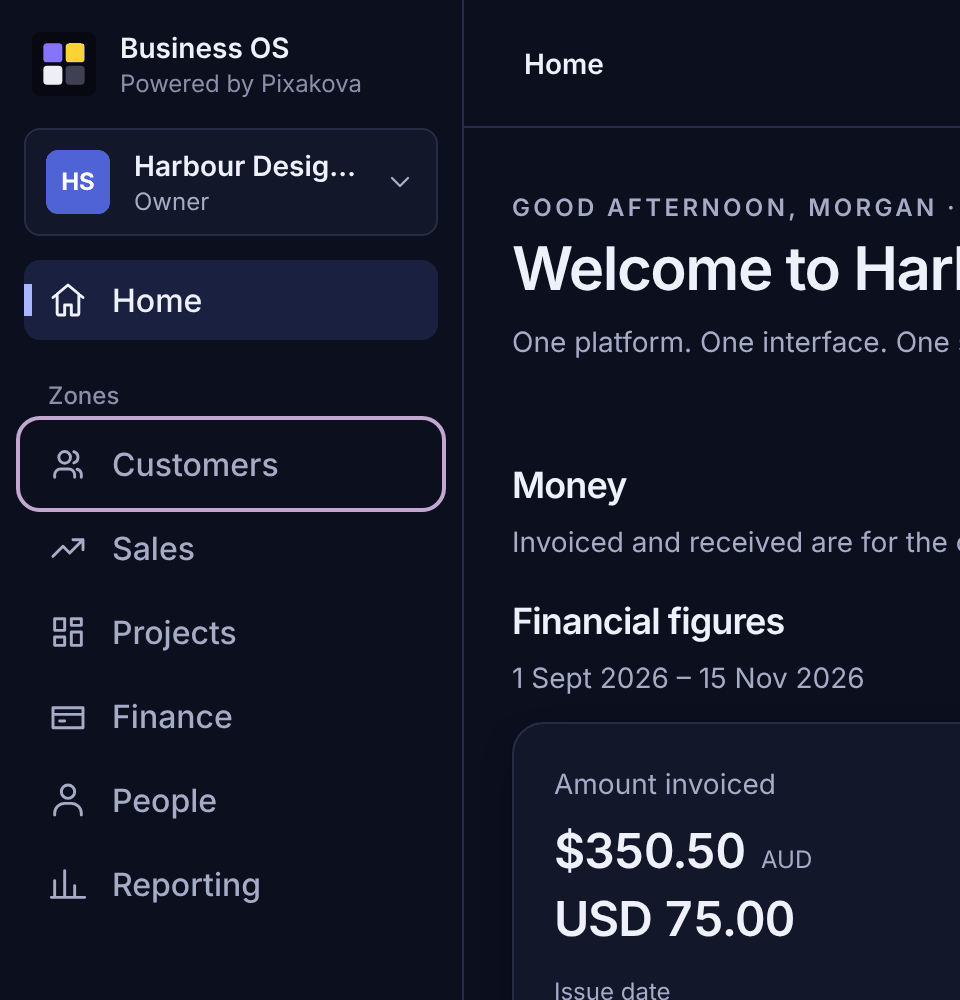 Business OS
Powered by Pixakova
HS
Harbour Desig...
Owner
Home
Zones
Customers
Sales
Projects
Finance
People
Reporting
Home
GOOD AFTERNOON, MORGAN ·
Welcome to
One platform. One interface. One
Money
Invoiced and received are for the
Financial figures
1 Sept 2026 – 15 Nov 2026
Amount invoiced
$350.50 AUD
USD 75.00
Issue date